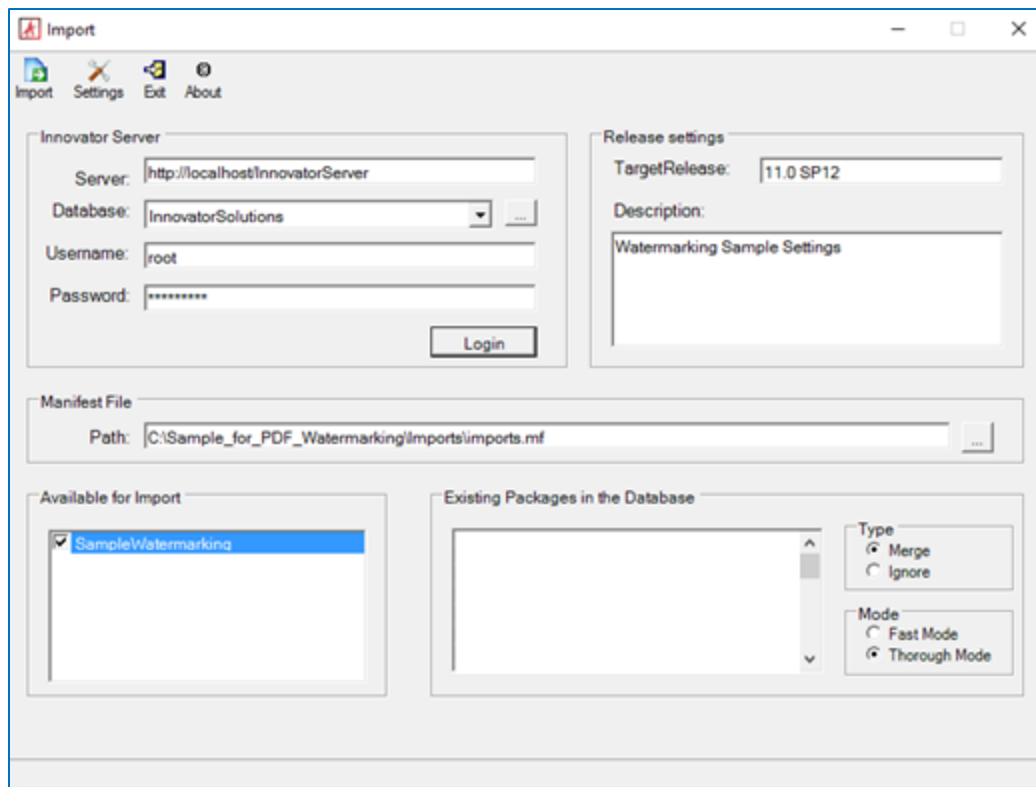 Import
Import Settings Exit About
Innovator Server
Server: http://localhost/InnovatorServer
Database: InnovatorSolutions ...
Username: root
Password: *********
Login
Release settings
TargetRelease: 11.0 SP12
Description:
Watermarking Sample Settings
Manifest File
Path: C:\Sample_for_PDF_Watermarking\Imports\imports.mf ...
Available for Import
SampleWatermarking
Existing Packages in the Database
Type
Merge
Ignore
Mode
Fast Mode
Thorough Mode